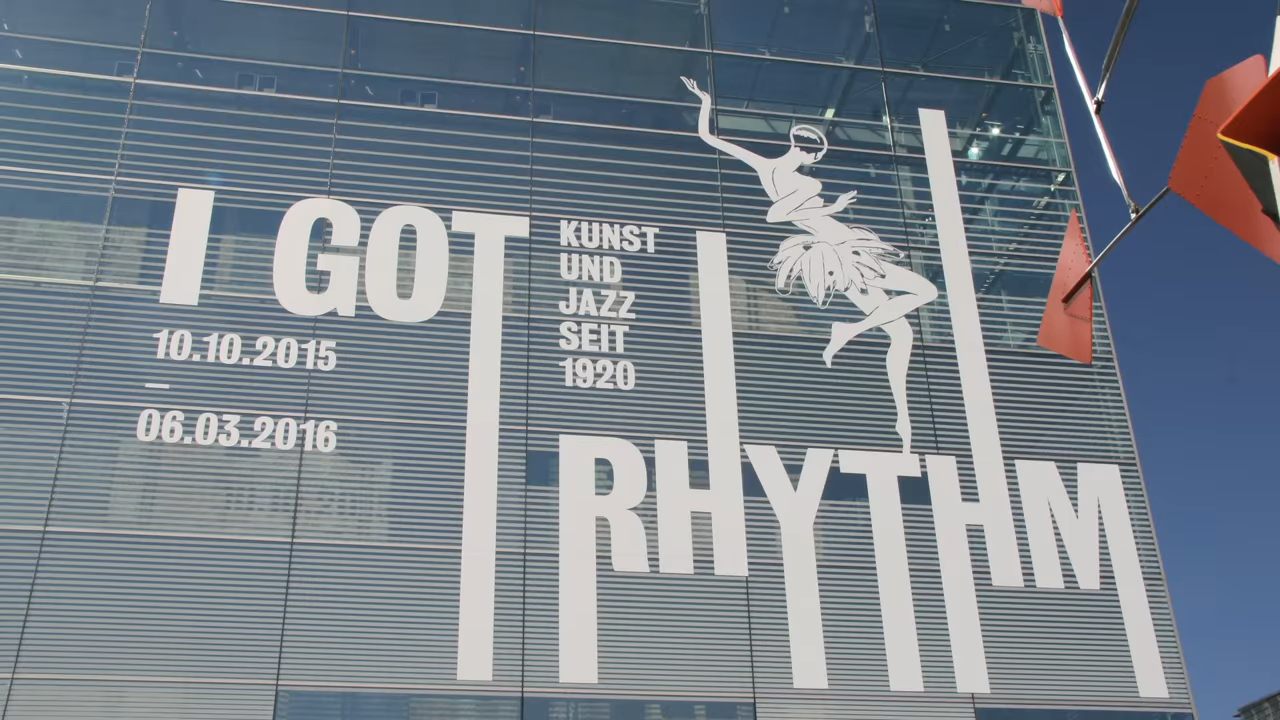 I GOT
10.10.2015
–
06.03.2016
KUNST
UND
JAZZ
SEIT
1920
RHYTHM